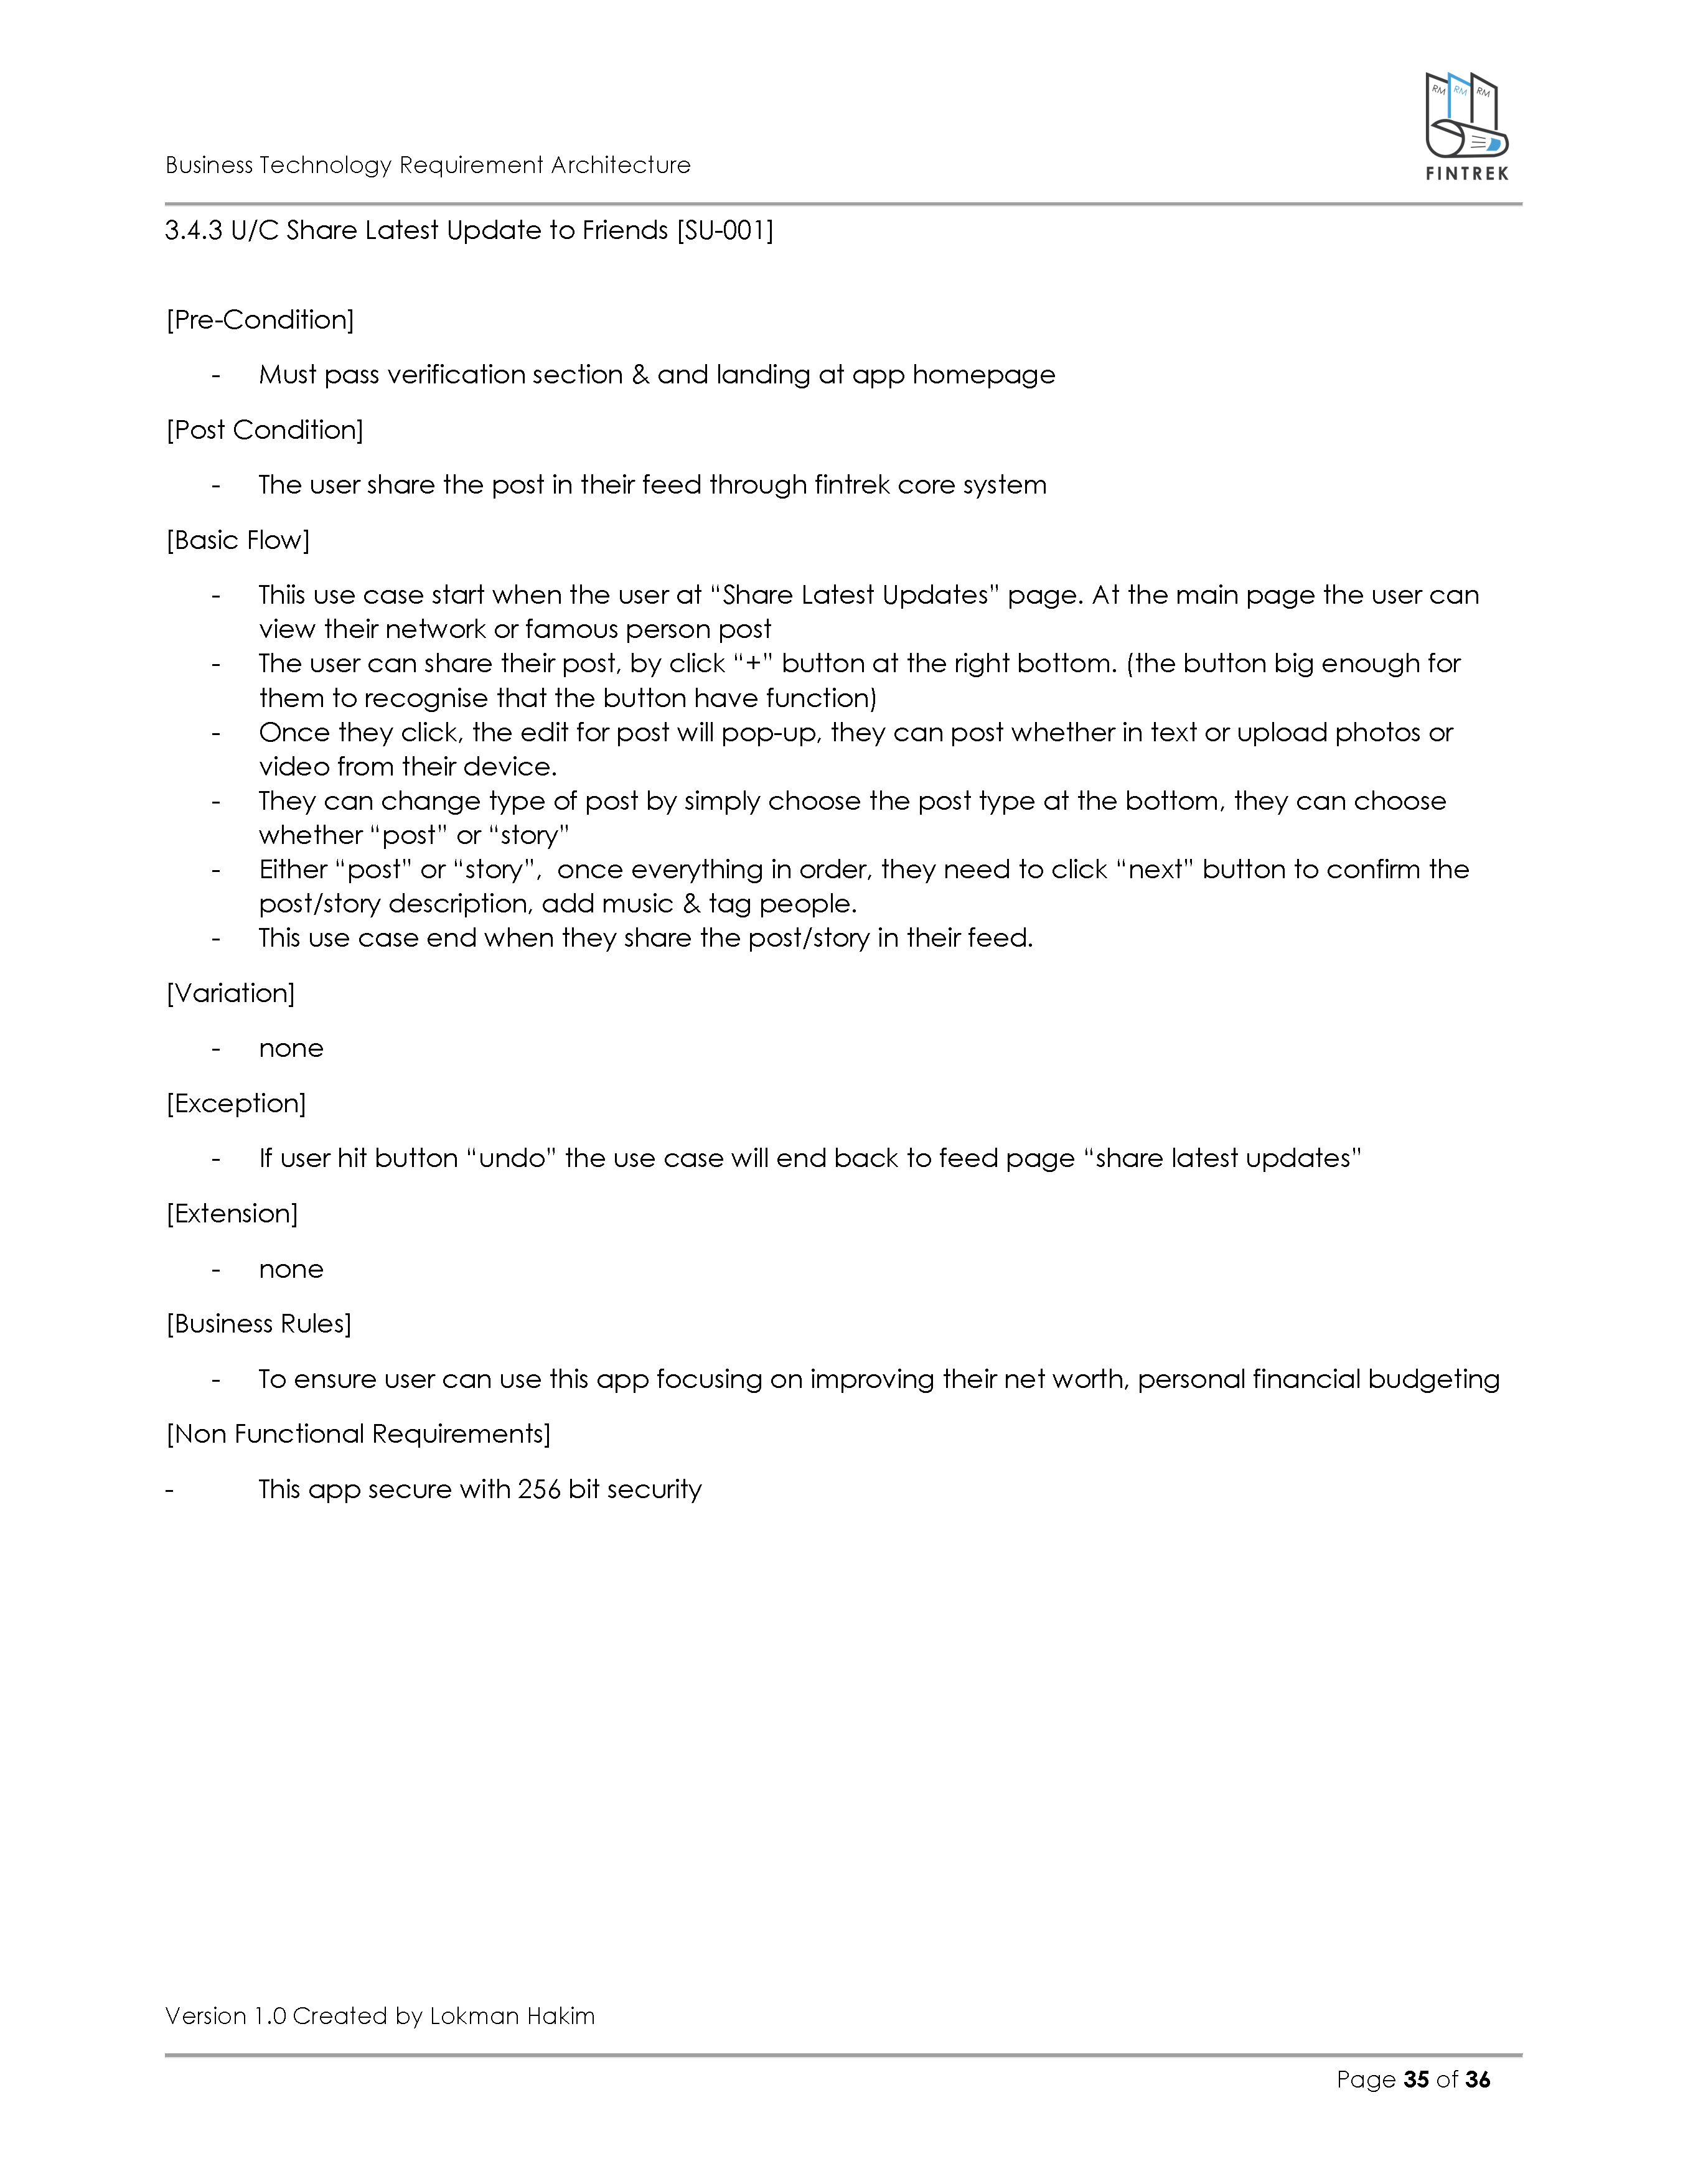 RM RM RM
FINTREK
Business Technology Requirement Architecture
3.4.3 U/C Share Latest Update to Friends [SU-001]
[Pre-Condition]
- Must pass verification section & and landing at app homepage
[Post Condition]
- The user share the post in their feed through fintrek core system
[Basic Flow]
- Thiis use case start when the user at “Share Latest Updates” page. At the main page the user can
view their network or famous person post
- The user can share their post, by click “+” button at the right bottom. (the button big enough for
them to recognise that the button have function)
- Once they click, the edit for post will pop-up, they can post whether in text or upload photos or
video from their device.
- They can change type of post by simply choose the post type at the bottom, they can choose
whether “post” or “story”
- Either “post” or “story”,  once everything in order, they need to click “next” button to confirm the
post/story description, add music & tag people.
- This use case end when they share the post/story in their feed.
[Variation]
- none
[Exception]
- If user hit button “undo” the use case will end back to feed page “share latest updates”
[Extension]
- none
[Business Rules]
- To ensure user can use this app focusing on improving their net worth, personal financial budgeting
[Non Functional Requirements]
- This app secure with 256 bit security
Version 1.0 Created by Lokman Hakim
Page 35 of 36